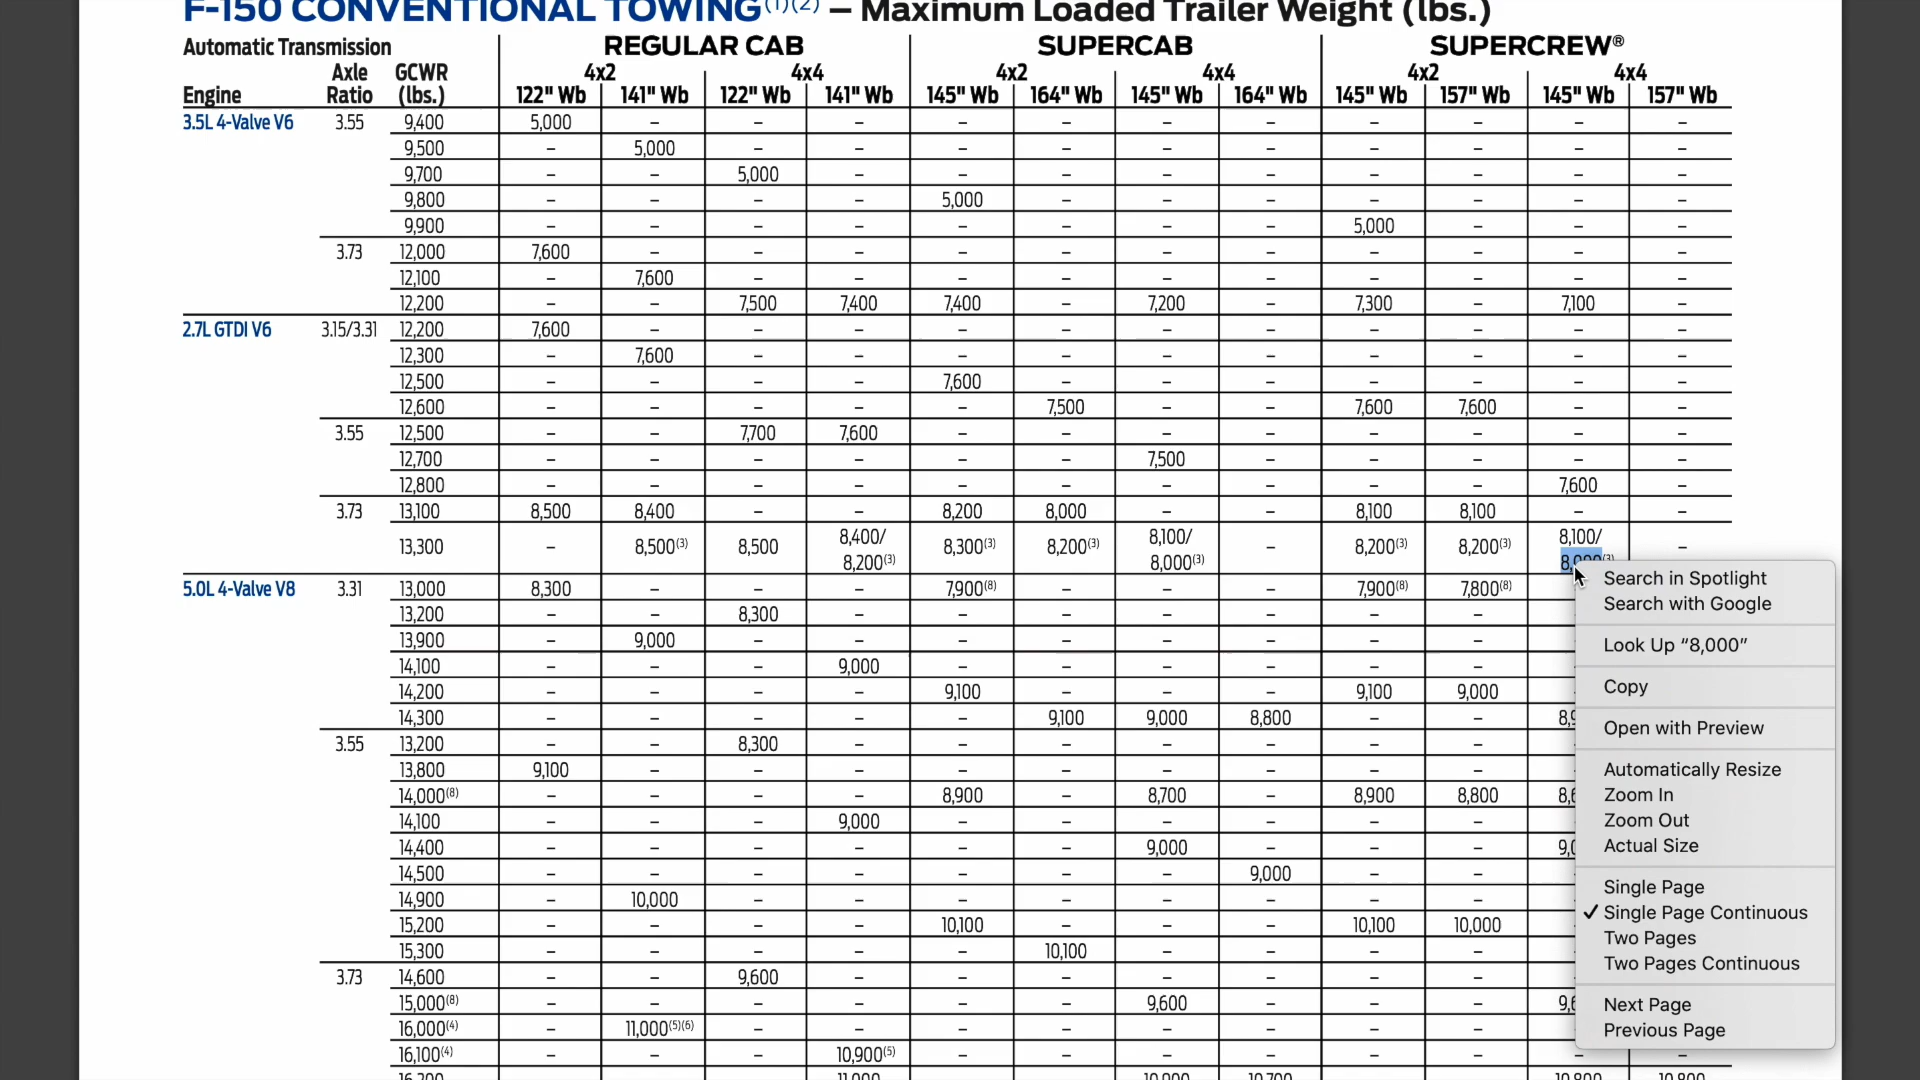 F-150 CONVENTIONAL TOWING(1)(2) – Maximum Loaded Trailer Weight (lbs.)
Automatic Transmission REGULAR CAB SUPERCAB SUPERCREW®
Axle GCWR 4x2 4x4 4x2 4x4 4x2 4x4
Engine Ratio (lbs.) 122" Wb 141" Wb 122" Wb 141" Wb 145" Wb 164" Wb 145" Wb 164" Wb 145" Wb 157" Wb 145" Wb 157" Wb
3.5L 4-Valve V6 3.55 9,400 5,000 – – – – – – – – – – –
9,500 – 5,000 – – – – – – – – – –
9,700 – – 5,000 – – – – – – – – –
9,800 – – – – 5,000 – – – – – – –
9,900 – – – – – – – – 5,000 – – –
3.73 12,000 7,600 – – – – – – – – – – –
12,100 – 7,600 – – – – – – – – – –
12,200 – – 7,500 7,400 7,400 – 7,200 – 7,300 – 7,100 –
2.7L GTDI V6 3.15/3.31 12,200 7,600 – – – – – – – – – – –
12,300 – 7,600 – – – – – – – – – –
12,500 – – – – 7,600 – – – – – – –
12,600 – – – – – 7,500 – – 7,600 7,600 – –
3.55 12,500 – – 7,700 7,600 – – – – – – – –
12,700 – – – – – – 7,500 – – – – –
12,800 – – – – – – – – – – 7,600 –
3.73 13,100 8,500 8,400 – – 8,200 8,000 – – 8,100 8,100 – –
13,300 – 8,500(3) 8,500 8,400/ 8,200(3) 8,300(3) 8,200(3) 8,100/ 8,000(3) – 8,200(3) 8,200(3) 8,100/ 8,000(3) –
5.0L 4-Valve V8 3.31 13,000 8,300 – – – 7,900(8) – – – 7,900(8) 7,800(8)
13,200 – – 8,300 – – – – – – –
13,900 – 9,000 – – – – – – – –
14,100 – – – 9,000 – – – – – –
14,200 – – – – 9,100 – – – 9,100 9,000
14,300 – – – – – 9,100 9,000 8,800 – –
3.55 13,200 – – 8,300 – – – – – – –
13,800 9,100 – – – – – – – – –
14,000(8) – – – – 8,900 – 8,700 – 8,900 8,800
14,100 – – – 9,000 – – – – – –
14,400 – – – – – – 9,000 – – –
14,500 – – – – – – – 9,000 – –
14,900 – 10,000 – – – – – – – –
15,200 – – – – 10,100 – – – 10,100 10,000
15,300 – – – – – 10,100 – – – –
3.73 14,600 – – 9,600 – – – – – – –
15,000(8) – – – – – – 9,600 – – –
16,000(4) – 11,000(5)(6) – – – – – – – –
16,100(4) – – – 10,900(5) – – – – – – – –
Search in Spotlight
Search with Google
Look Up “8,000”
Copy
Open with Preview
Automatically Resize
Zoom In
Zoom Out
Actual Size
Single Page
✓ Single Page Continuous
Two Pages
Two Pages Continuous
Next Page
Previous Page